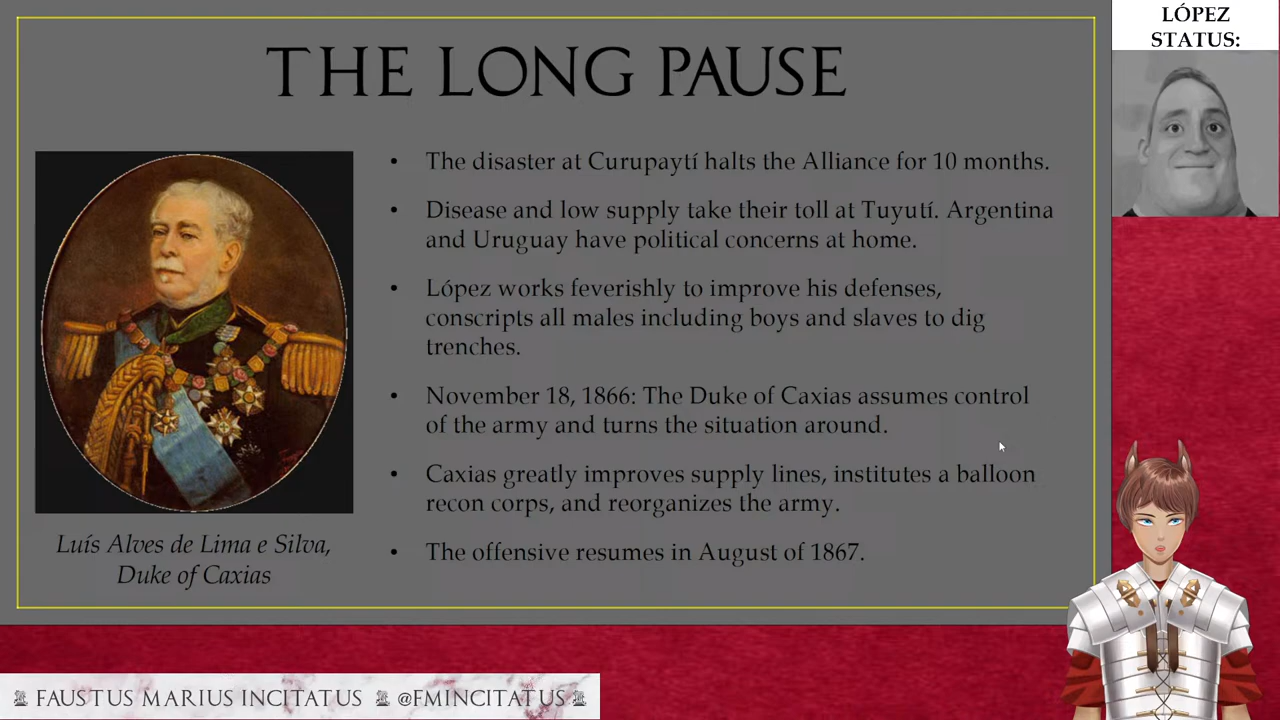 THE LONG PAUSE
LÓPEZ
STATUS:
• The disaster at Curupaytí halts the Alliance for 10 months.
• Disease and low supply take their toll at Tuyutí. Argentina
and Uruguay have political concerns at home.
• López works feverishly to improve his defenses,
conscripts all males including boys and slaves to dig
trenches.
• November 18, 1866: The Duke of Caxias assumes control
of the army and turns the situation around.
• Caxias greatly improves supply lines, institutes a balloon
recon corps, and reorganizes the army.
• The offensive resumes in August of 1867.
Luís Alves de Lima e Silva,
Duke of Caxias
FAUSTUS MARIUS INCITATUS @FMINCITATUS